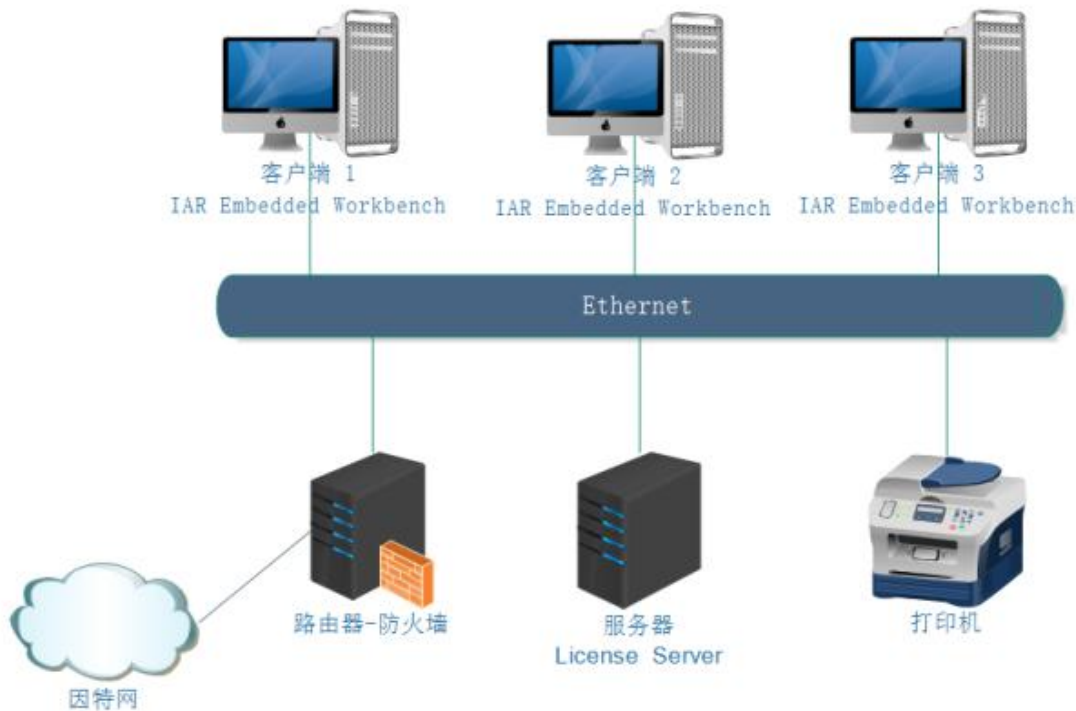 客户端 1
IAR Embedded Workbench
客户端 2
IAR Embedded Workbench
客户端 3
IAR Embedded Workbench
Ethernet
路由器-防火墙
服务器
License Server
打印机
因特网